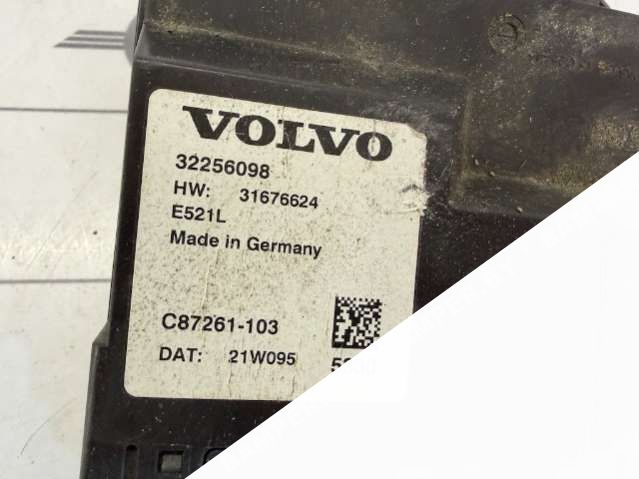 VOLVO
32256098
HW: 31676624
E521L
Made in Germany
C87261-103
DAT: 21W095